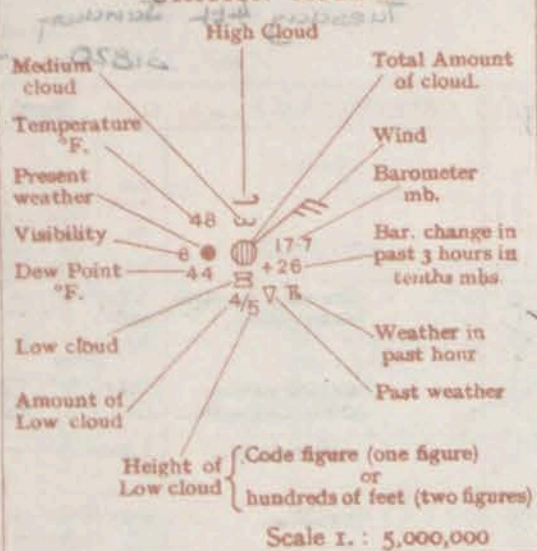 High Cloud
Medium cloud
Total Amount of cloud.
Temperature °F.
Wind
Present weather
Barometer mb.
48
Visibility
8
17·7
Bar. change in past 3 hours in tenths mbs.
+26
Dew Point °F.
44
4/5
Low cloud
Weather in past hour
Amount of Low cloud
Past weather
Height of Low cloud
Code figure (one figure)
or
hundreds of feet (two figures)
Scale 1. : 5,000,000